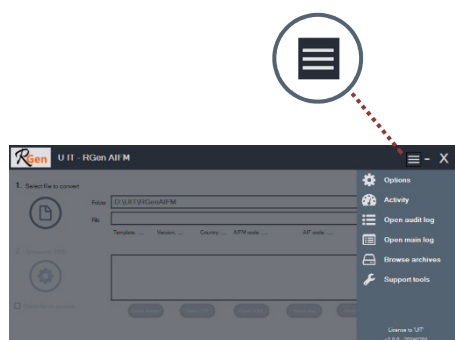 RGen U IT - RGen AIFM - X
Options
1. Select file to convert
Activity
Folder D:\UIT\RGenAIFM
File
Open audit log
Template: ... Version: ... Country: ... AIFM code: ... AIF code: ...
Open main log
Browse archives
Support tools
License to 'UIT'